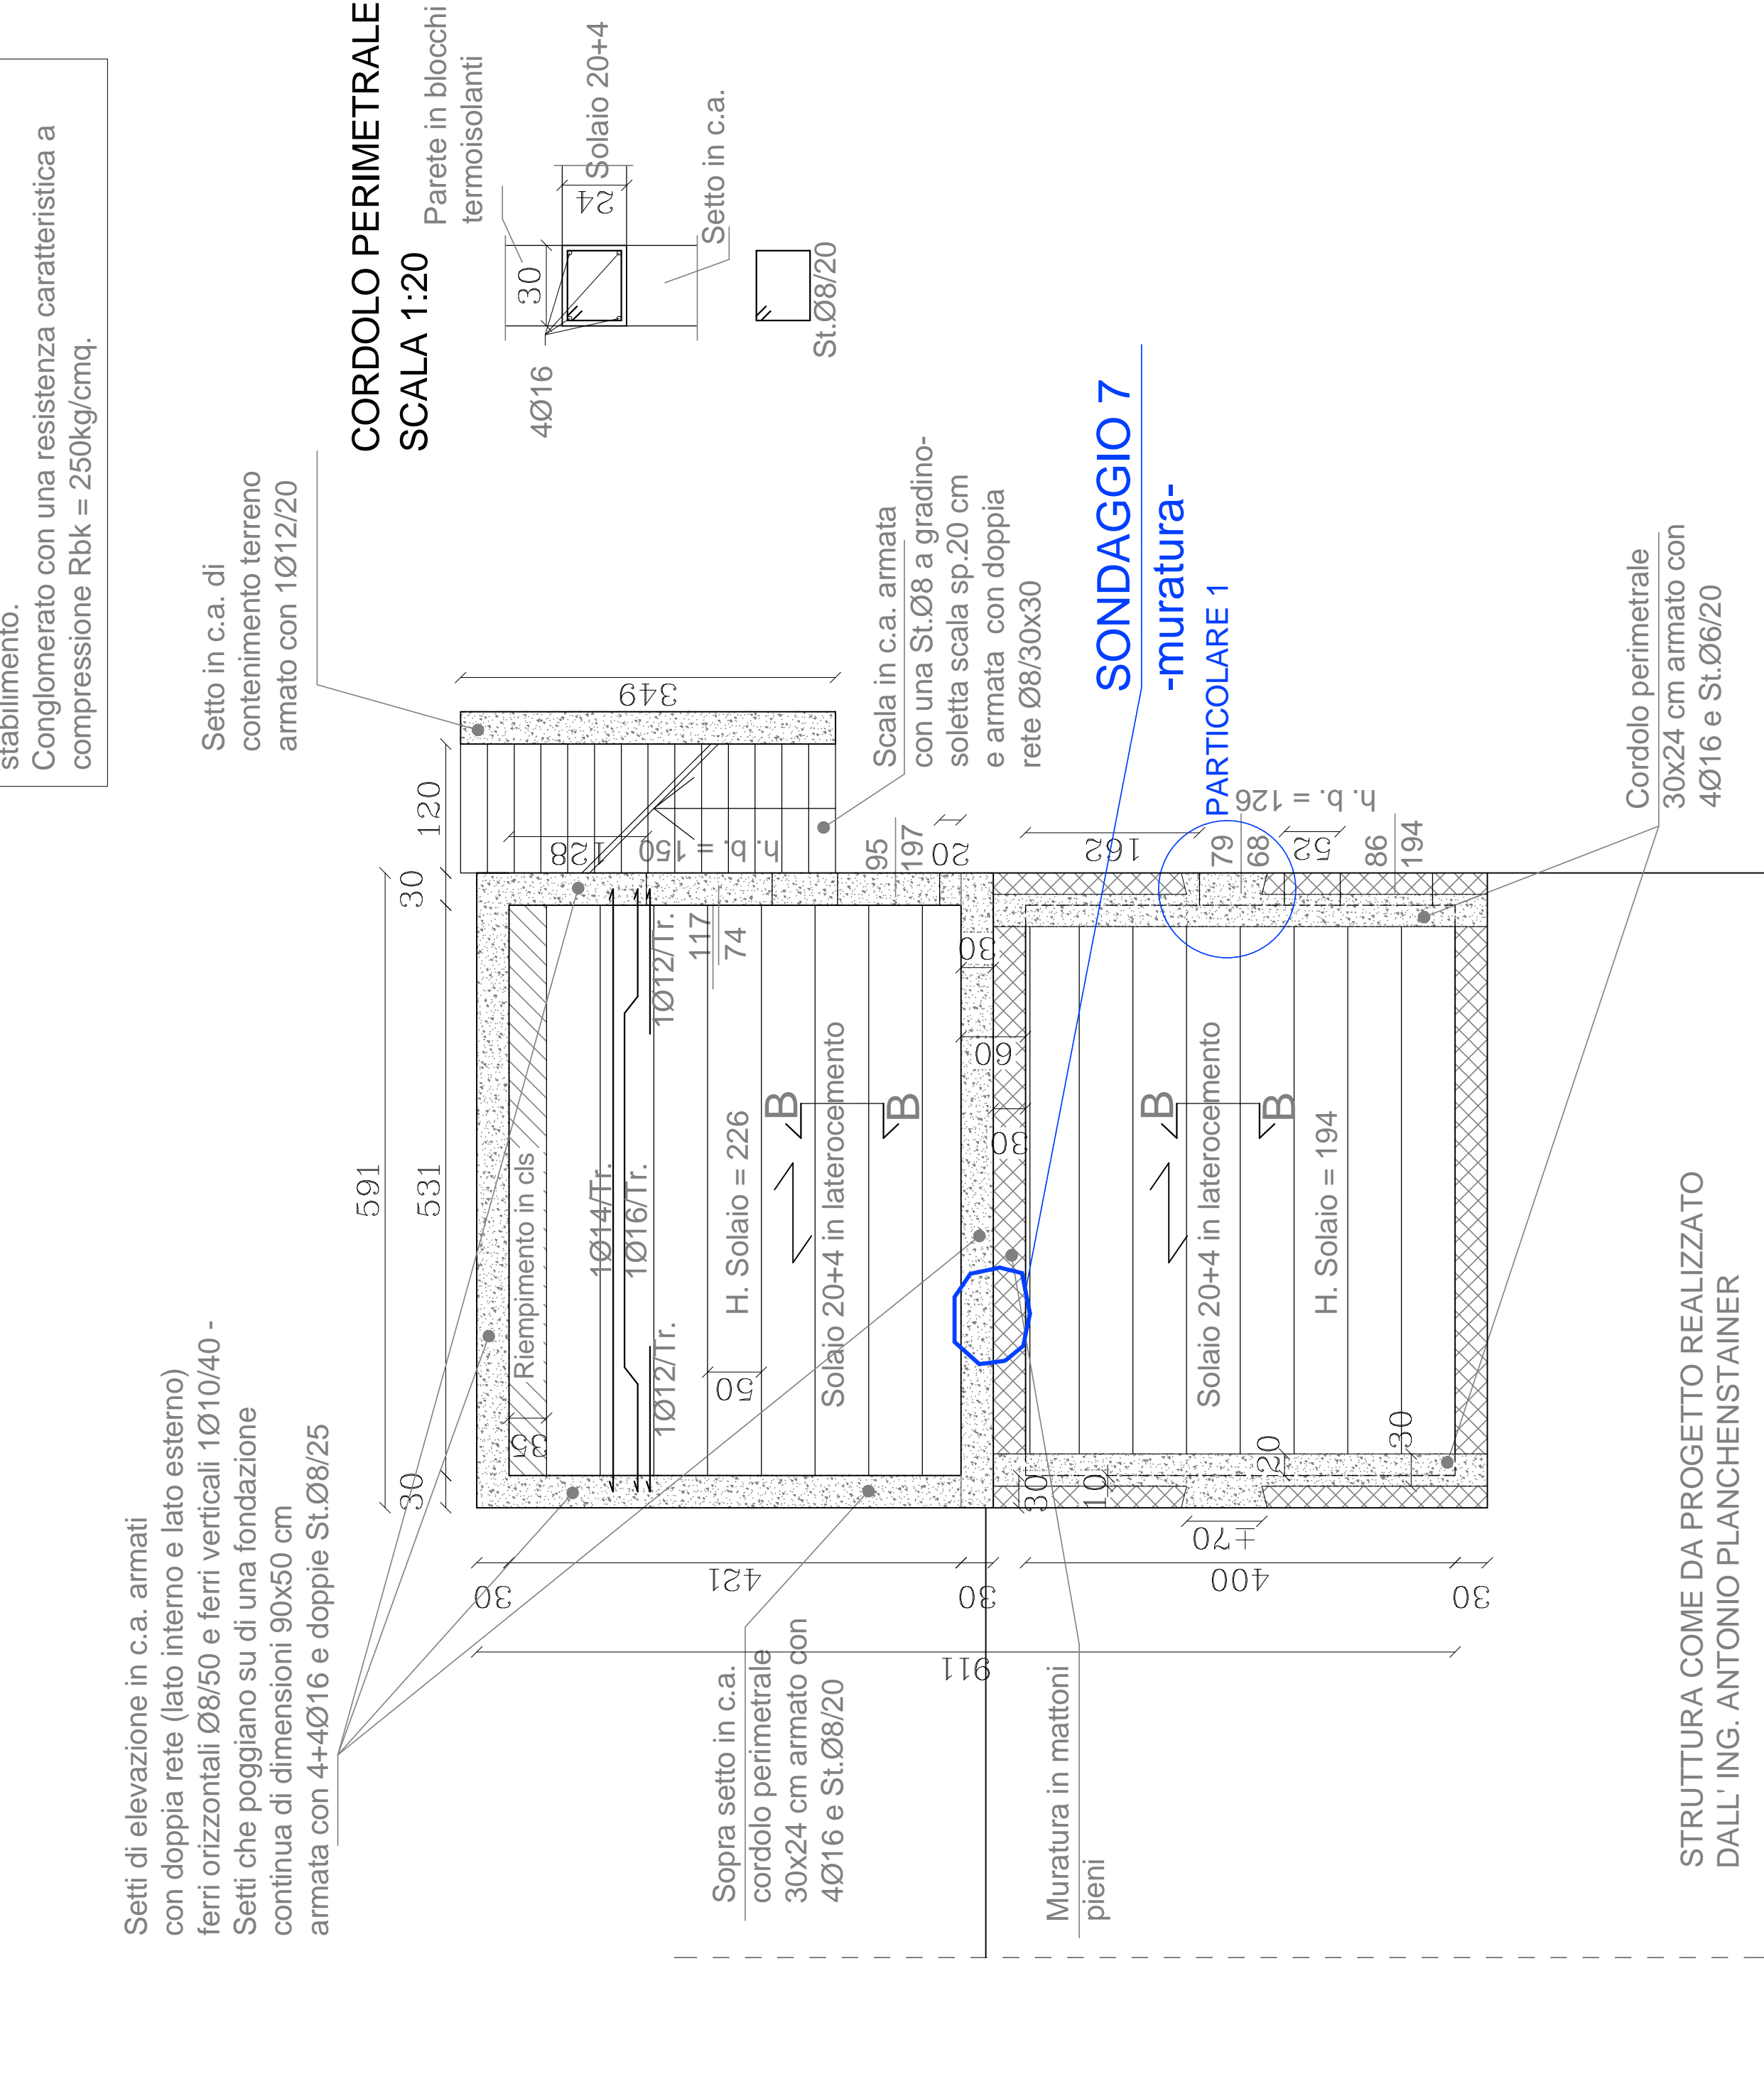 stabilimento.
Conglomerato con una resistenza caratteristica a
compressione Rbk = 250kg/cmq.
CORDOLO PERIMETRALE
SCALA 1:20
Parete in blocchi
termoisolanti
Solaio 20+4
24
30
Setto in c.a.
4Ø16
St.Ø8/20
Setto in c.a. di
contenimento terreno
armato con 1Ø12/20
349
120
128
h. b. = 150
Scala in c.a. armata
con una St.Ø8 a gradino-
soletta scala sp.20 cm
e armata con doppia
rete Ø8/30x30
SONDAGGIO 7
-muratura-
PARTICOLARE 1
h. b. = 126
95
197
20
162
79
68
52
86
194
Cordolo perimetrale
30x24 cm armato con
4Ø16 e St.Ø6/20
591
30
531
30
Riempimento in cls
35
1Ø14/Tr.
1Ø16/Tr.
1Ø12/Tr.
1Ø12/Tr.
117
74
H. Solaio = 226
50
B
B
Solaio 20+4 in laterocemento
30
60
30
B
B
Solaio 20+4 in laterocemento
H. Solaio = 194
30
10
20
30
±70
30
421
30
400
30
911
Setti di elevazione in c.a. armati
con doppia rete (lato interno e lato esterno)
ferri orizzontali Ø8/50 e ferri verticali 1Ø10/40 -
Setti che poggiano su di una fondazione
continua di dimensioni 90x50 cm
armata con 4+4Ø16 e doppie St.Ø8/25
Sopra setto in c.a.
cordolo perimetrale
30x24 cm armato con
4Ø16 e St.Ø8/20
Muratura in mattoni
pieni
STRUTTURA COME DA PROGETTO REALIZZATO
DALL' ING. ANTONIO PLANCHENSTAINER